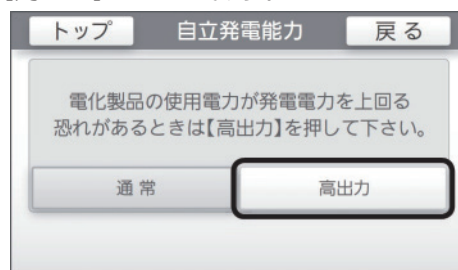 トップ 自立発電能力 戻る
電化製品の使用電力が発電電力を上回る
恐れがあるときは【高出力】を押して下さい。
通常 高出力